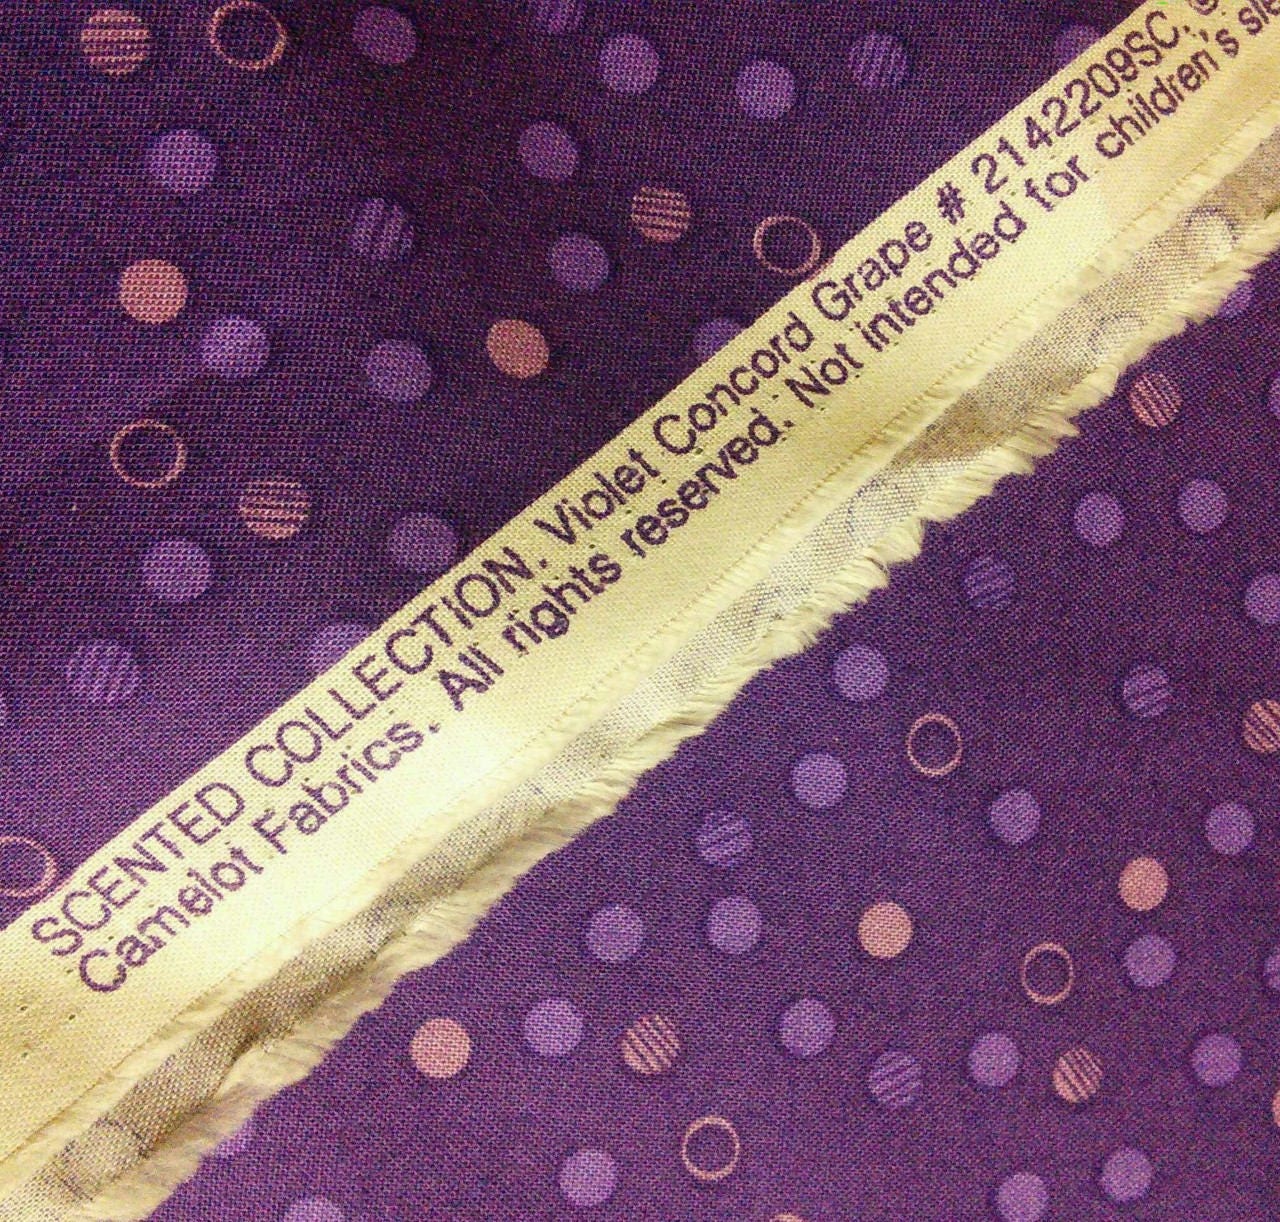 SCENTED COLLECTION. Violet Concord Grape # 2142209SC. ©
Camelot Fabrics. All rights reserved. Not intended for children's